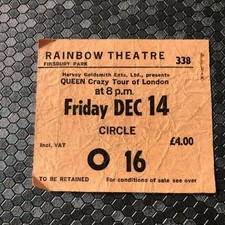 RAINBOW THEATRE
FINSBURY PARK
338
Harvey Goldsmith Ents. Ltd., presents
QUEEN Crazy Tour of London
at 8 p.m.
Friday DEC 14
CIRCLE
£4.00
Incl. VAT
O 16
TO BE RETAINED
For conditions of sale see over